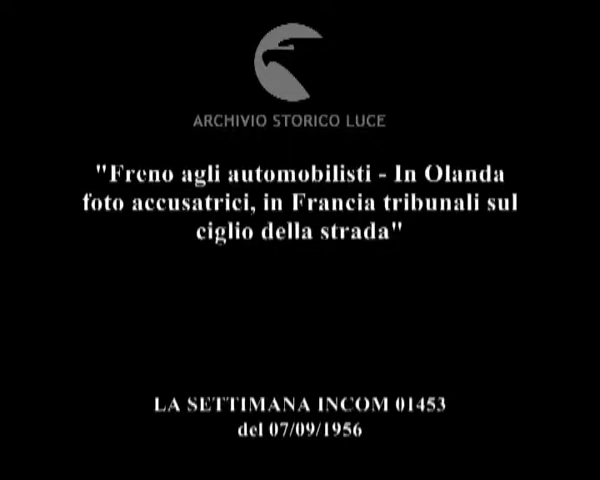 ARCHIVIO STORICO LUCE
"Freno agli automobilisti - In Olanda
foto accusatrici, in Francia tribunali sul
ciglio della strada"
LA SETTIMANA INCOM 01453
del 07/09/1956